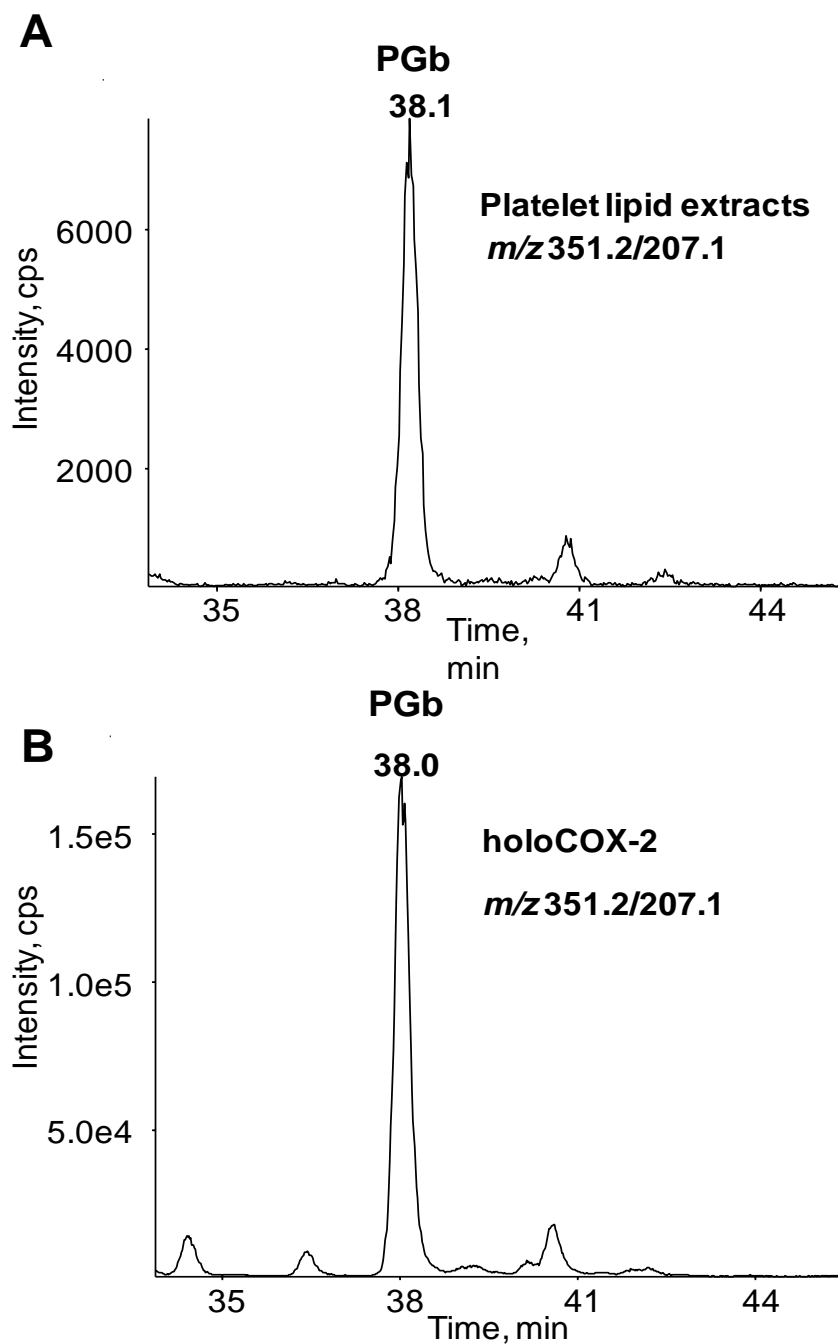 A
PGb
38.1
Platelet lipid extracts
m/z 351.2/207.1
Intensity, cps
6000
4000
2000
35 38 41 44
Time,
min
PGb
B
38.0
holoCOX-2
m/z 351.2/207.1
Intensity, cps
1.5e5
1.0e5
5.0e4
35 38 41 44
Time, min